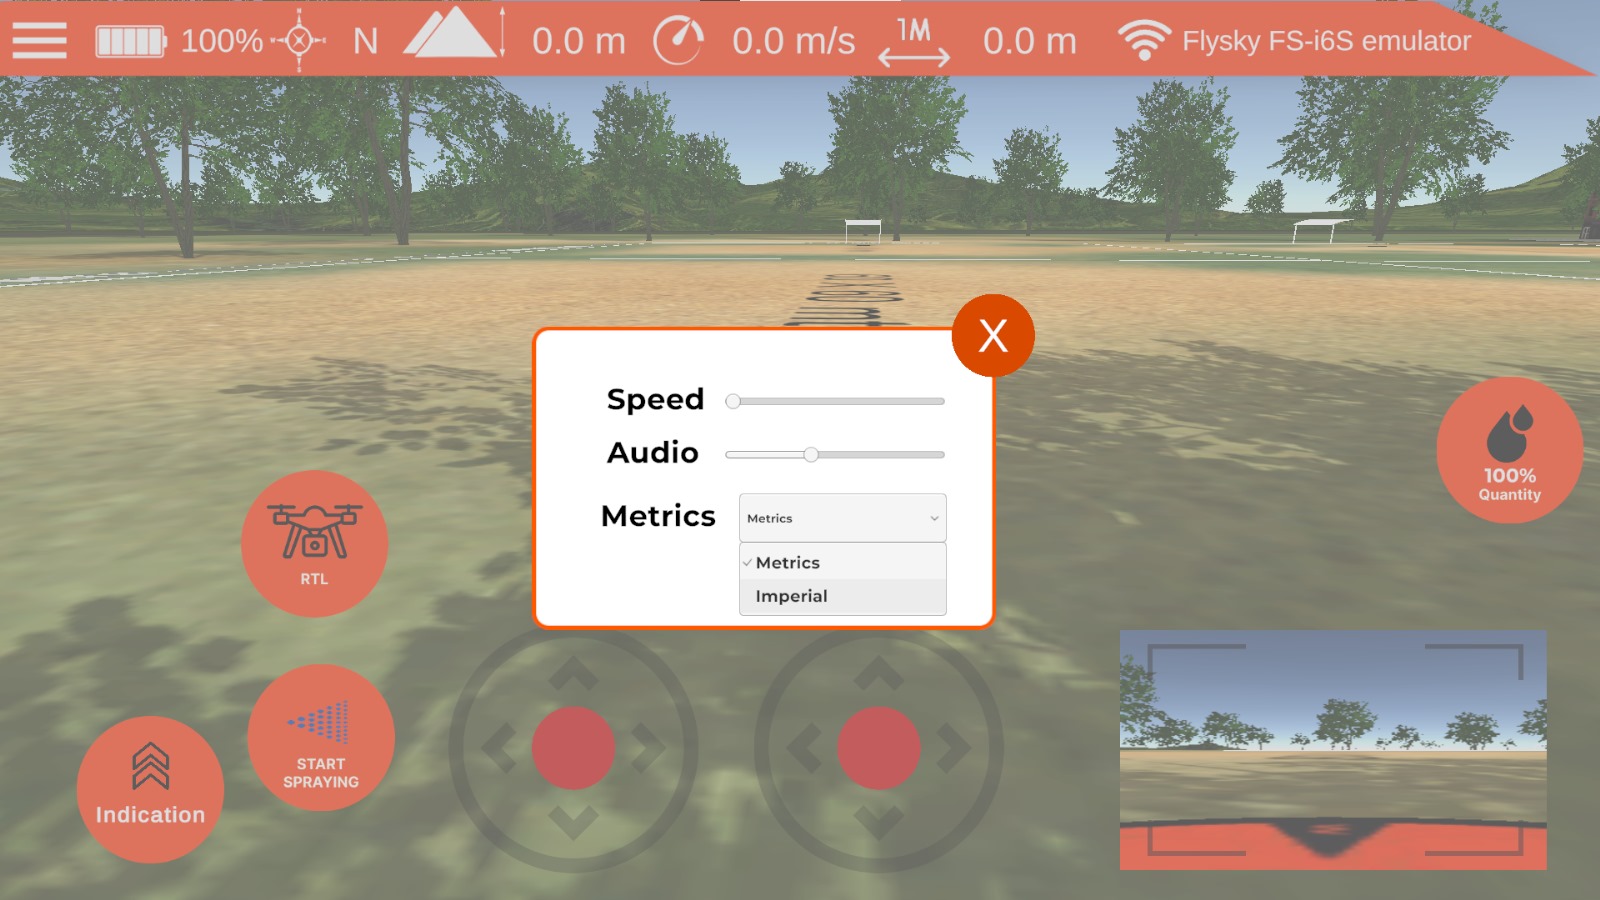 100% N 0.0 m 0.0 m/s 1M 0.0 m Flysky FS-i6S emulator
X
Speed
Audio
Metrics Metrics
Metrics
Imperial
100%
Quantity
RTL
START
SPRAYING
Indication